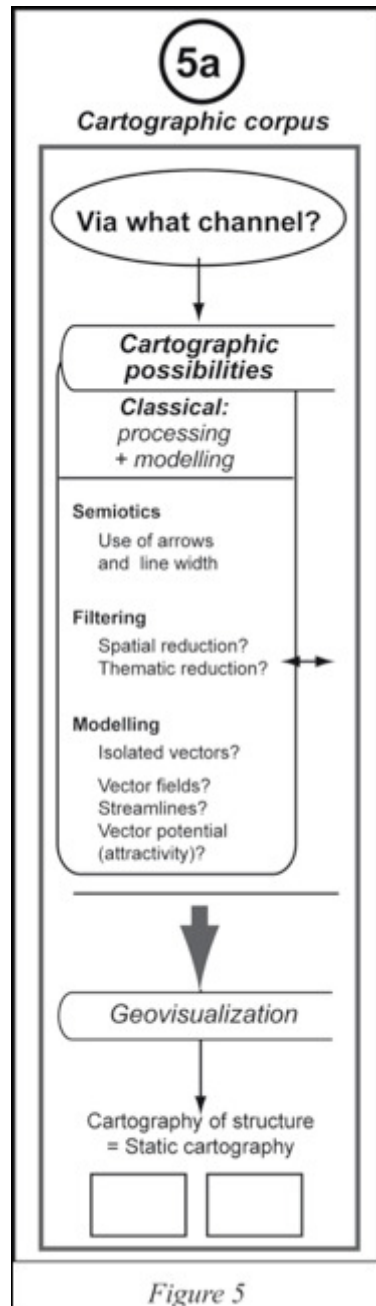 5a
Cartographic corpus
Via what channel?
Cartographic
possibilities
Classical:
processing
+ modelling
Semiotics
Use of arrows
and line width
Filtering
Spatial reduction?
Thematic reduction?
Modelling
Isolated vectors?
Vector fields?
Streamlines?
Vector potential
(attractivity)?
Geovisualization
Cartography of structure
= Static cartography
Figure 5